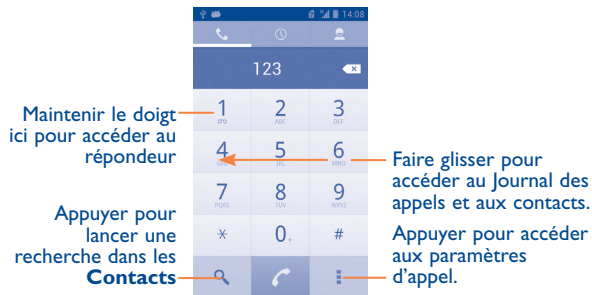 14:08
123
1
2 ABC
3 DEF
4 GHI
5 JKL
6 MNO
7 PQRS
8 TUV
9 WXYZ
* 0+ #
Maintenir le doigt
ici pour accéder au
répondeur
Appuyer pour
lancer une
recherche dans les
Contacts
Faire glisser pour
accéder au Journal des
appels et aux contacts.
Appuyer pour accéder
aux paramètres
d'appel.